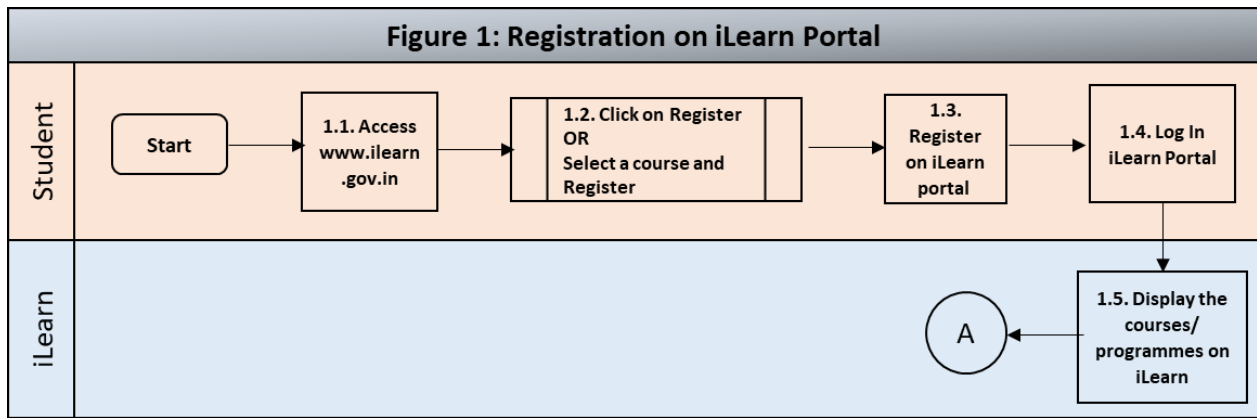 Figure 1: Registration on iLearn Portal
Student
Start
1.1. Access
www.ilearn
.gov.in
1.2. Click on Register
OR
Select a course and
Register
1.3.
Register
on iLearn
portal
1.4. Log In
iLearn Portal
iLearn
A
1.5. Display the
courses/
programmes on
iLearn